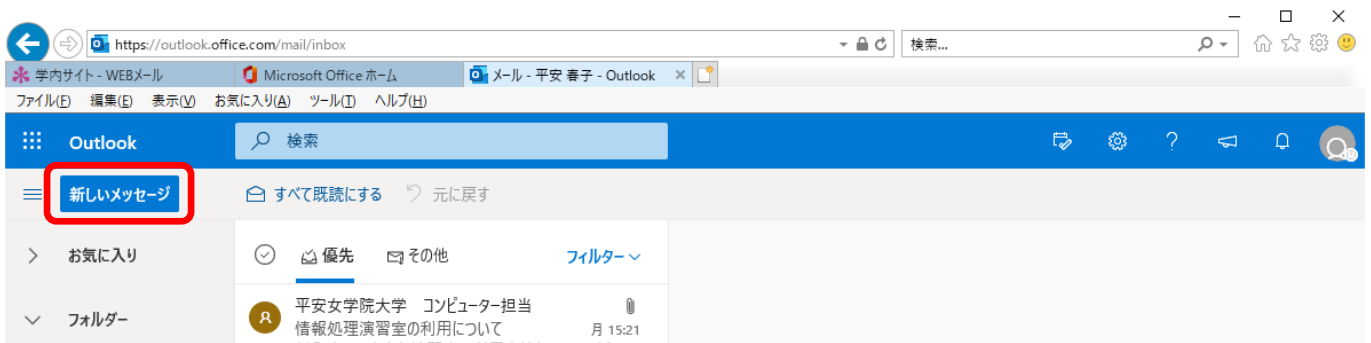 https://outlook.office.com/mail/inbox
検索...
学内サイト - WEBメール
Microsoft Office ホーム
メール - 平安 春子 - Outlook
ファイル(F) 編集(E) 表示(V) お気に入り(A) ツール(T) ヘルプ(H)
Outlook
検索
新しいメッセージ
すべて既読にする
元に戻す
お気に入り
優先
その他
フィルター
フォルダー
A
平安女学院大学　コンピューター担当
情報処理演習室の利用について
月 15:21